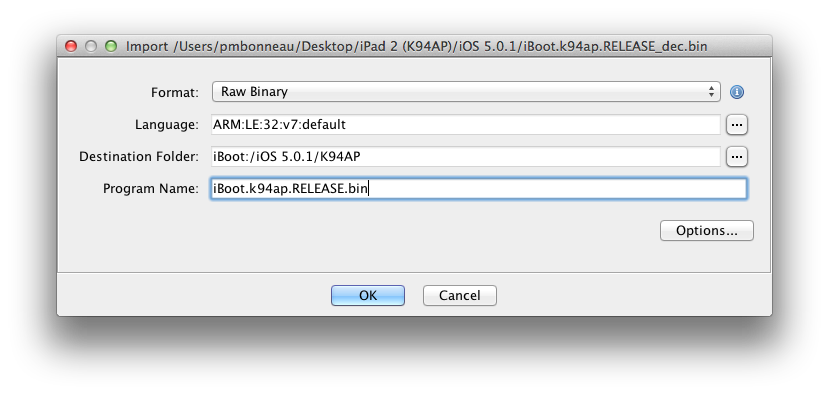 Import /Users/pmbonneau/Desktop/iPad 2 (K94AP)/iOS 5.0.1/iBoot.k94ap.RELEASE_dec.bin
Format: Raw Binary
Language: ARM:LE:32:v7:default ...
Destination Folder: iBoot:/iOS 5.0.1/K94AP ...
Program Name: iBoot.k94ap.RELEASE.bin
Options...
OK Cancel